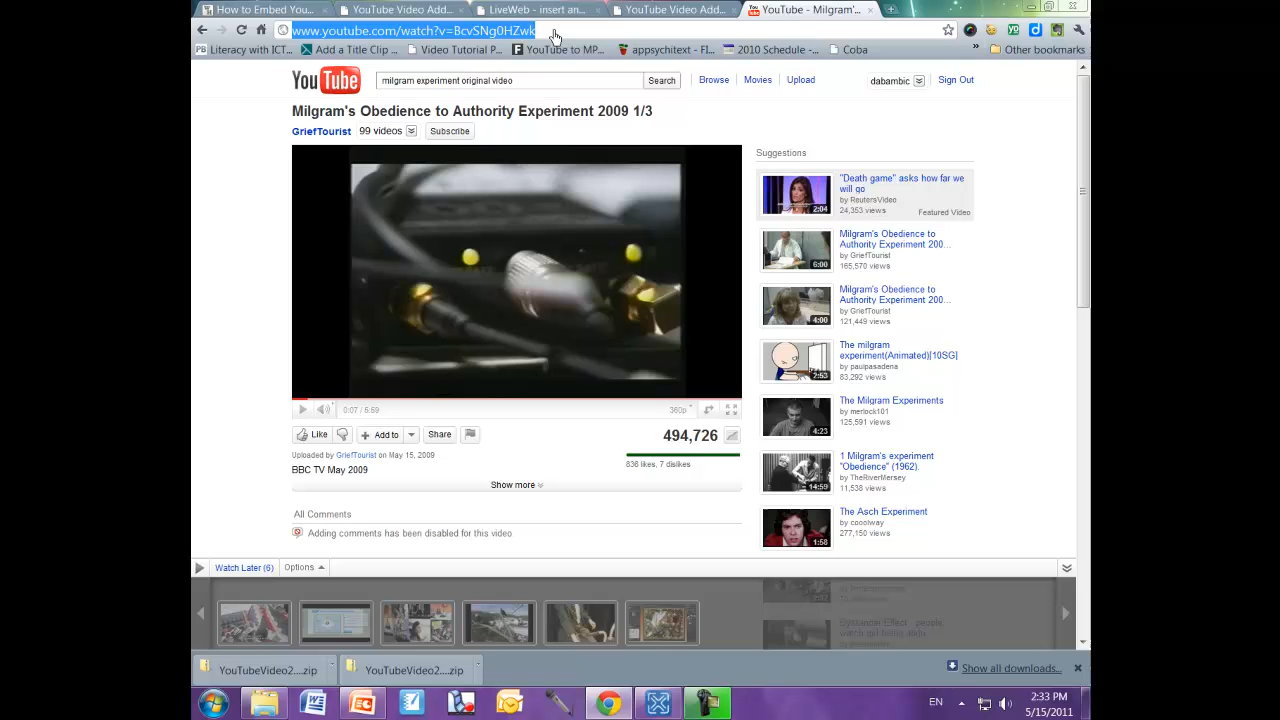 How to Embed You...
YouTube Video Add...
LiveWeb - insert an...
YouTube Video Add...
YouTube - Milgram'...
www.youtube.com/watch?v=BcvSNg0HZwk
Literacy with ICT...
Add a Title Clip ...
Video Tutorial P...
YouTube to MP...
appsychitext - FI...
2010 Schedule -...
Coba
»
Other bookmarks
YouTube
milgram experiment original video
Search
Browse
Movies
Upload
dabambic
Sign Out
Milgram's Obedience to Authority Experiment 2009 1/3
GriefTourist 99 videos Subscribe
Suggestions
"Death game" asks how far we
will go
by ReutersVideo
24,353 views
Featured Video
2:04
Milgram's Obedience to
Authority Experiment 200...
by GriefTourist
165,570 views
6:00
Milgram's Obedience to
Authority Experiment 200...
by GriefTourist
121,449 views
4:00
The milgram
experiment(Animated)[10SG]
by paulpasadena
83,292 views
2:53
The Milgram Experiments
by merlock101
125,591 views
4:23
1 Milgram's experiment
"Obedience" (1962).
by TheRiverMersey
11,538 views
14:59
The Asch Experiment
by cooolway
277,150 views
1:58
0:07 / 5:59
360p
Like
Add to
Share
494,726
Uploaded by GriefTourist on May 15, 2009
836 likes, 7 dislikes
BBC TV May 2009
Show more
All Comments
Adding comments has been disabled for this video
Watch Later (6)
Options
Bystander Effect - people
YouTubeVideo2....zip
YouTubeVideo2....zip
Show all downloads...
EN
2:33 PM
5/15/2011